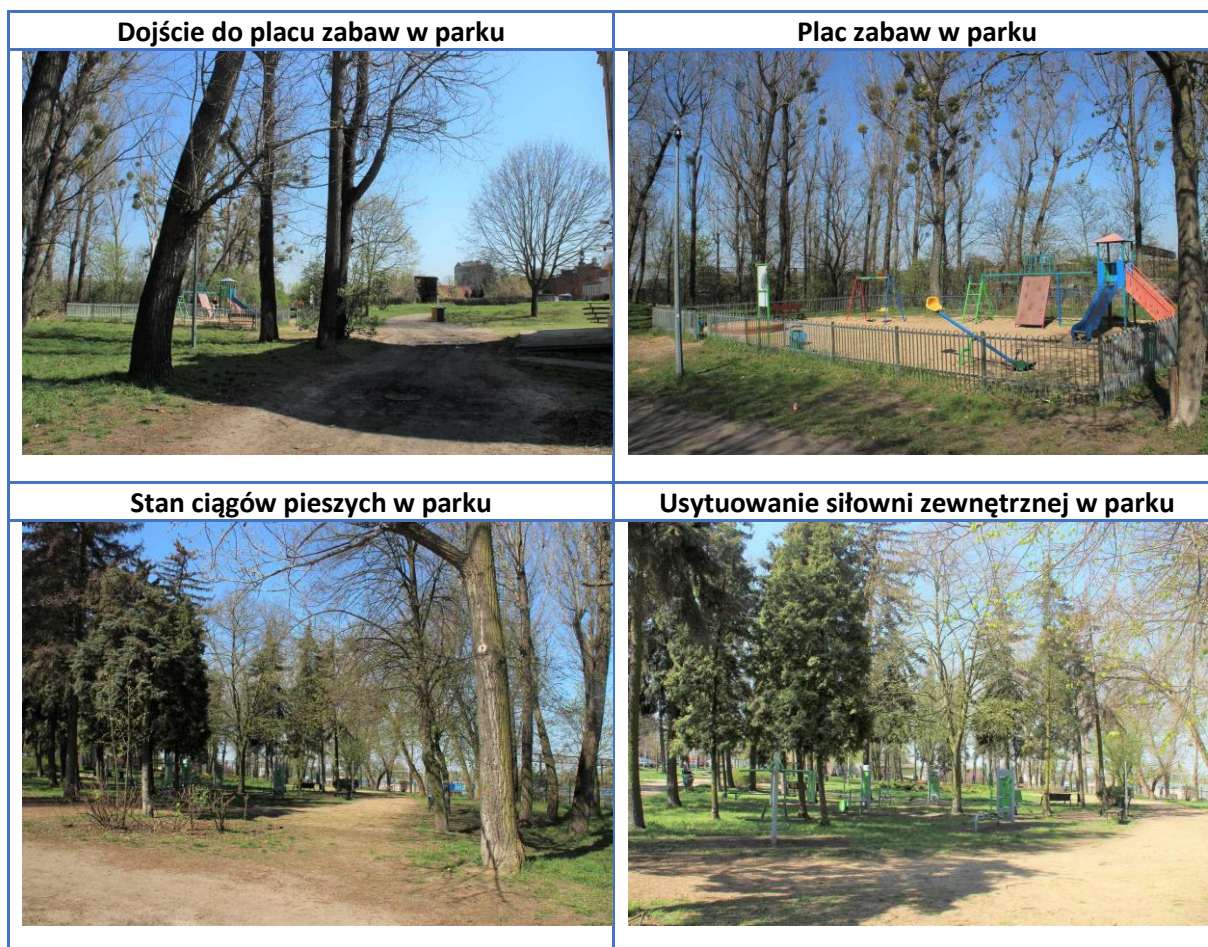 Dojście do placu zabaw w parku
Plac zabaw w parku
Stan ciągów pieszych w parku
Usytuowanie siłowni zewnętrznej w parku